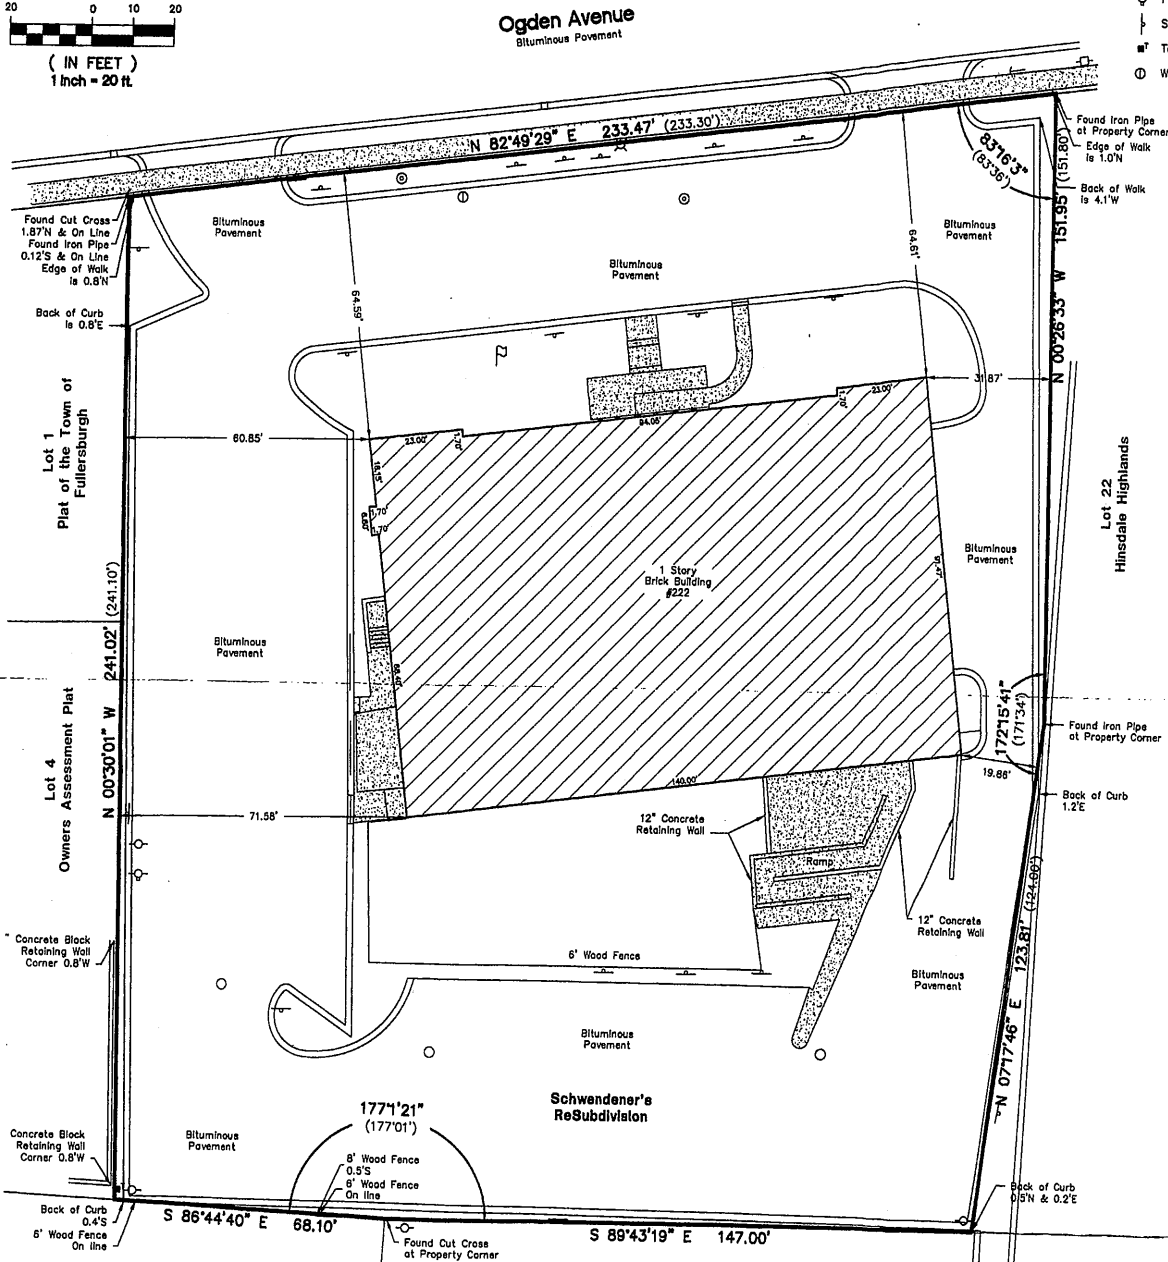 20 0 10 20
( IN FEET )
1 inch = 20 ft.
Ogden Avenue
Bituminous Pavement
N 82°49'29" E 233.47' (233.30')
Found Iron Pipe
at Property Corner
Edge of Walk
is 1.0'N
Back of Walk
is 4.1'W
83°16'3"
(83°36')
N 00°26'33" W 151.95' (151.80')
Found Cut Cross
1.87'N & On Line
Found Iron Pipe
0.12'S & On Line
Edge of Walk
is 0.8'N
Back of Curb
is 0.8'E
Bituminous
Pavement
Bituminous
Pavement
Bituminous
Pavement
64.59'
64.61'
31.87'
60.85'
23.00'
1.70'
94.06'
1.70'
23.00'
1.70'
1.70'
Lot 1
Plat of the Town of
Fullersburgh
Lot 22
Hinsdale Highlands
1 Story
Brick Building
#222
Bituminous
Pavement
Bituminous
Pavement
N 00°30'01" W 241.02' (241.10')
Lot 4
Owners Assessment Plat
172°15'41"
(171°34')
Found Iron Pipe
at Property Corner
19.86'
140.00'
71.58'
Back of Curb
1.2'E
12" Concrete
Retaining Wall
Ramp
12" Concrete
Retaining Wall
" Concrete Block
Retaining Wall
Corner 0.8'W
6' Wood Fence
Bituminous
Pavement
Bituminous
Pavement
N 07°17'46" E 123.81'
Schwendener's
ReSubdivision
177°1'21"
(177°01')
Concrete Block
Retaining Wall
Corner 0.8'W
Bituminous
Pavement
8' Wood Fence
0.5'S
6' Wood Fence
On line
Back of Curb
0.5'N & 0.2'E
Back of Curb
0.4'S
Wood Fence
On line
S 86°44'40" E 68.10'
S 89°43'19" E 147.00'
Found Cut Cross
at Property Corner